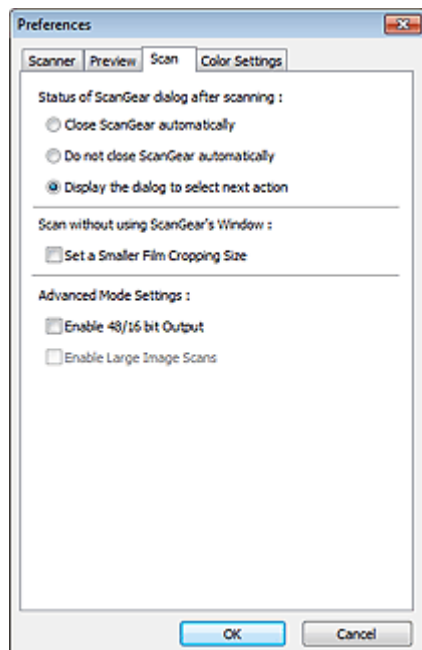 Preferences
Scanner Preview Scan Color Settings
Status of ScanGear dialog after scanning :
Close ScanGear automatically
Do not close ScanGear automatically
Display the dialog to select next action
Scan without using ScanGear's Window :
Set a Smaller Film Cropping Size
Advanced Mode Settings :
Enable 48/16 bit Output
Enable Large Image Scans
OK Cancel